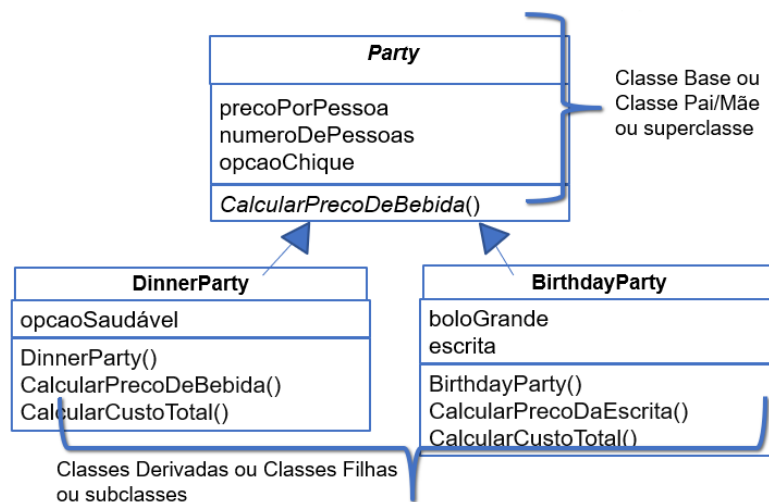 Party
precoPorPessoa
numeroDePessoas
opcaoChique
CalcularPrecoDeBebida()
Classe Base ou
Classe Pai/Mãe
ou superclasse
DinnerParty
opcaoSaudável
DinnerParty()
CalcularPrecoDeBebida()
CalcularCustoTotal()
BirthdayParty
boloGrande
escrita
BirthdayParty()
CalcularPrecoDaEscrita()
CalcularCustoTotal()
Classes Derivadas ou Classes Filhas
ou subclasses